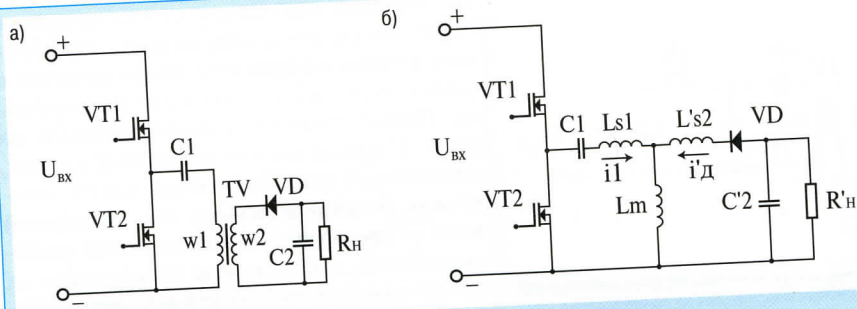 а)
+
VT1
C1
Uвх
TV
VD
VT2
w1
w2
C2
Rн
−
б)
+
VT1
C1
Ls1
L's2
VD
Uвх
i1
i'д
VT2
Lm
C'2
R'н
−